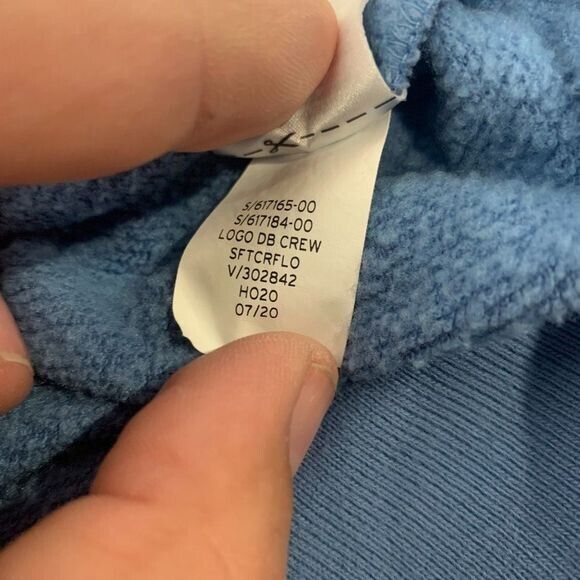 S/617165-00
S/617184-00
LOGO DB CREW
SFTCRFLO
V/302842
HO20
07/20